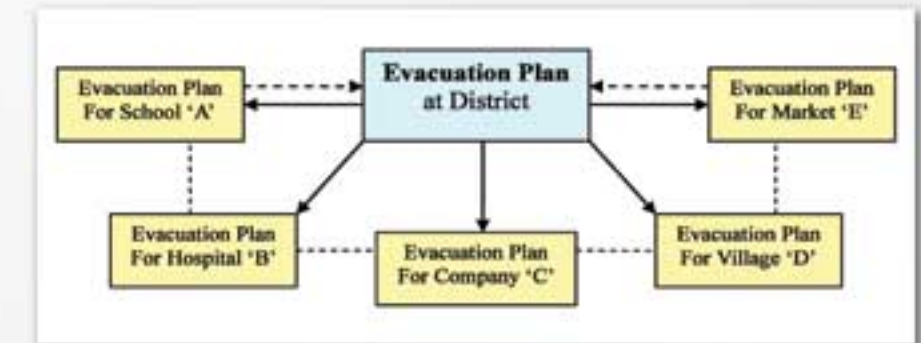 Evacuation Plan
at District
Evacuation Plan
For School ‘A’
Evacuation Plan
For Market ‘E’
Evacuation Plan
For Hospital ‘B’
Evacuation Plan
For Company ‘C’
Evacuation Plan
For Village ‘D’